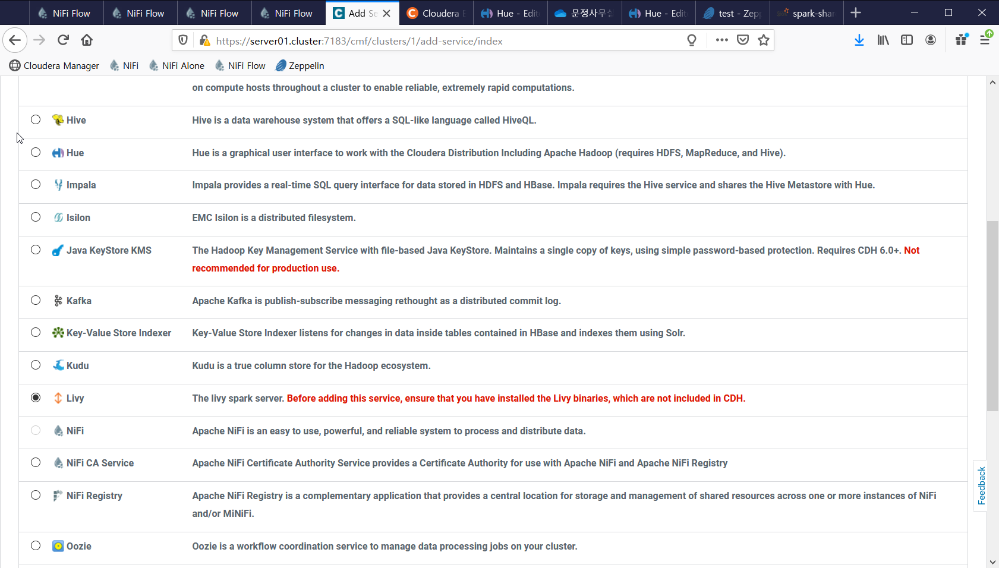 NiFi Flow
NiFi Flow
NiFi Flow
NiFi Flow
Add Se
Cloudera E
Hue - Edit
문정사무실
Hue - Edit
test - Zepp
spark-shar
https://server01.cluster:7183/cmf/clusters/1/add-service/index
Cloudera Manager
NiFi
NiFi Alone
NiFi Flow
Zeppelin
on compute hosts throughout a cluster to enable reliable, extremely rapid computations.
Hive
Hive is a data warehouse system that offers a SQL-like language called HiveQL.
Hue
Hue is a graphical user interface to work with the Cloudera Distribution Including Apache Hadoop (requires HDFS, MapReduce, and Hive).
Impala
Impala provides a real-time SQL query interface for data stored in HDFS and HBase. Impala requires the Hive service and shares the Hive Metastore with Hue.
Isilon
EMC Isilon is a distributed filesystem.
Java KeyStore KMS
The Hadoop Key Management Service with file-based Java KeyStore. Maintains a single copy of keys, using simple password-based protection. Requires CDH 6.0+. Not
recommended for production use.
Kafka
Apache Kafka is publish-subscribe messaging rethought as a distributed commit log.
Key-Value Store Indexer
Key-Value Store Indexer listens for changes in data inside tables contained in HBase and indexes them using Solr.
Kudu
Kudu is a true column store for the Hadoop ecosystem.
Livy
The livy spark server. Before adding this service, ensure that you have installed the Livy binaries, which are not included in CDH.
NiFi
Apache NiFi is an easy to use, powerful, and reliable system to process and distribute data.
NiFi CA Service
Apache NiFi Certificate Authority Service provides a Certificate Authority for use with Apache NiFi and Apache NiFi Registry
NiFi Registry
Apache NiFi Registry is a complementary application that provides a central location for storage and management of shared resources across one or more instances of NiFi
and/or MiNiFi.
Oozie
Oozie is a workflow coordination service to manage data processing jobs on your cluster.
Feedback